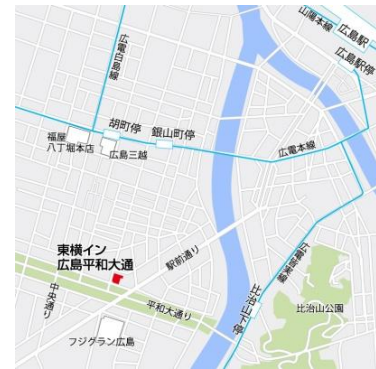 山陽本線
広島駅
広島駅停
広電白島線
胡町停
銀山町停
福屋
八丁堀本店
広島三越
広電本線
東横イン
広島平和大通
駅前通り
広電皆実線
比治山下停
比治山公園
中央通り
平和大通り
フジグラン広島